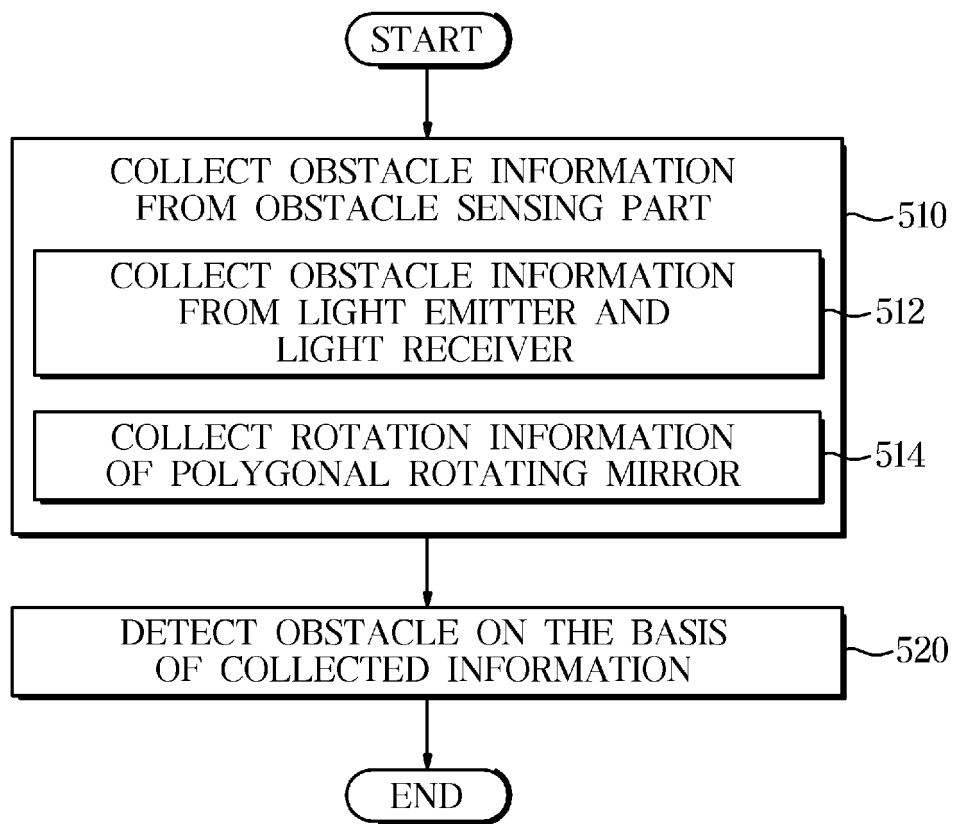 START
COLLECT OBSTACLE INFORMATION
FROM OBSTACLE SENSING PART
510
COLLECT OBSTACLE INFORMATION
FROM LIGHT EMITTER AND
LIGHT RECEIVER
512
COLLECT ROTATION INFORMATION
OF POLYGONAL ROTATING MIRROR
514
DETECT OBSTACLE ON THE BASIS
OF COLLECTED INFORMATION
520
END